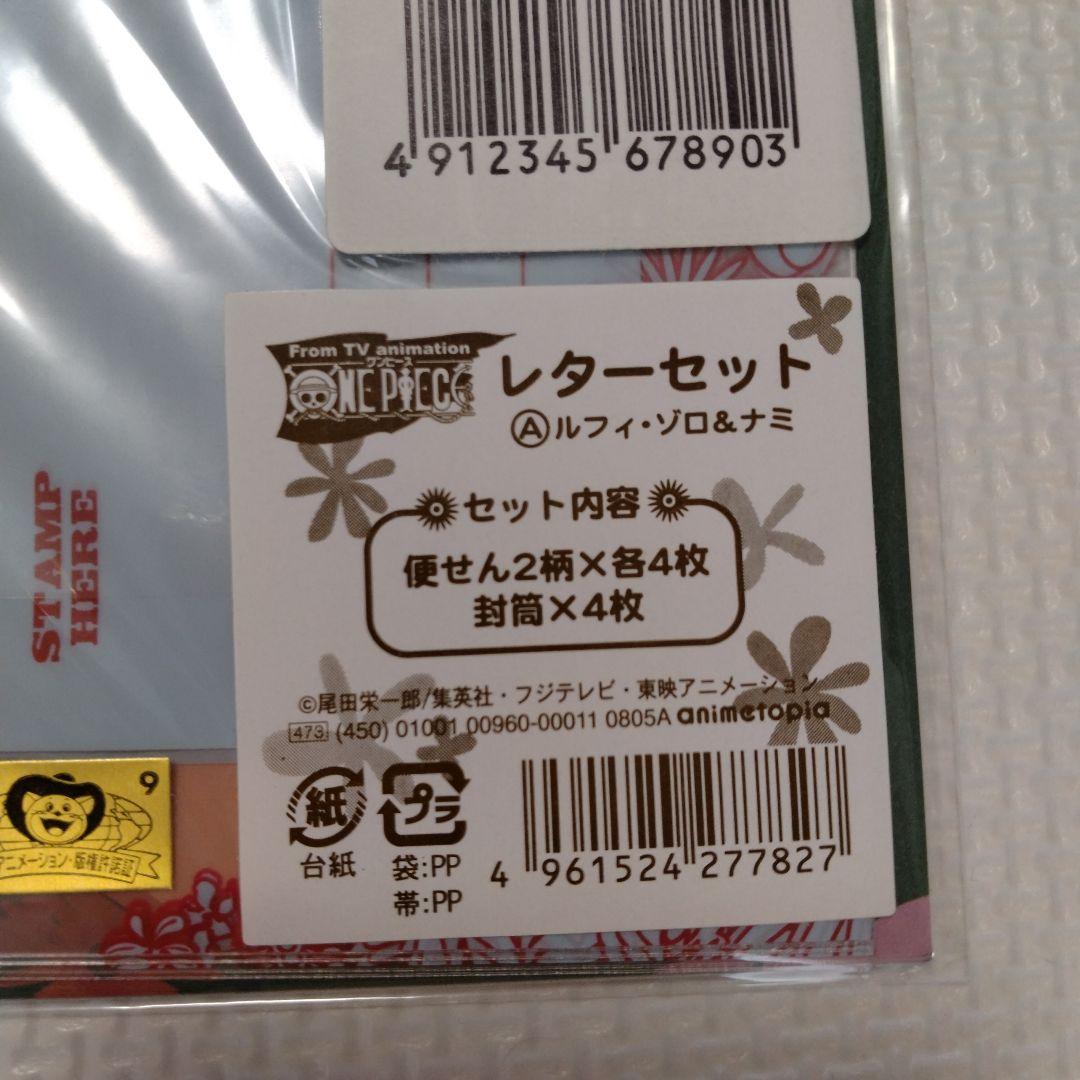 4 912345 678903
From TV animation
ワンピース
ONE PIECE
レターセット
Ⓐルフィ・ゾロ&ナミ
セット内容
便せん2柄×各4枚
封筒×4枚
©尾田栄一郎/集英社・フジテレビ・東映アニメーション
473 (450) 01001 00960-00011 0805A animetopia
紙
台紙
プラ
袋:PP
帯:PP
4 961524 277827
STAMP
HERE
9
アニメーション・版権許諾証